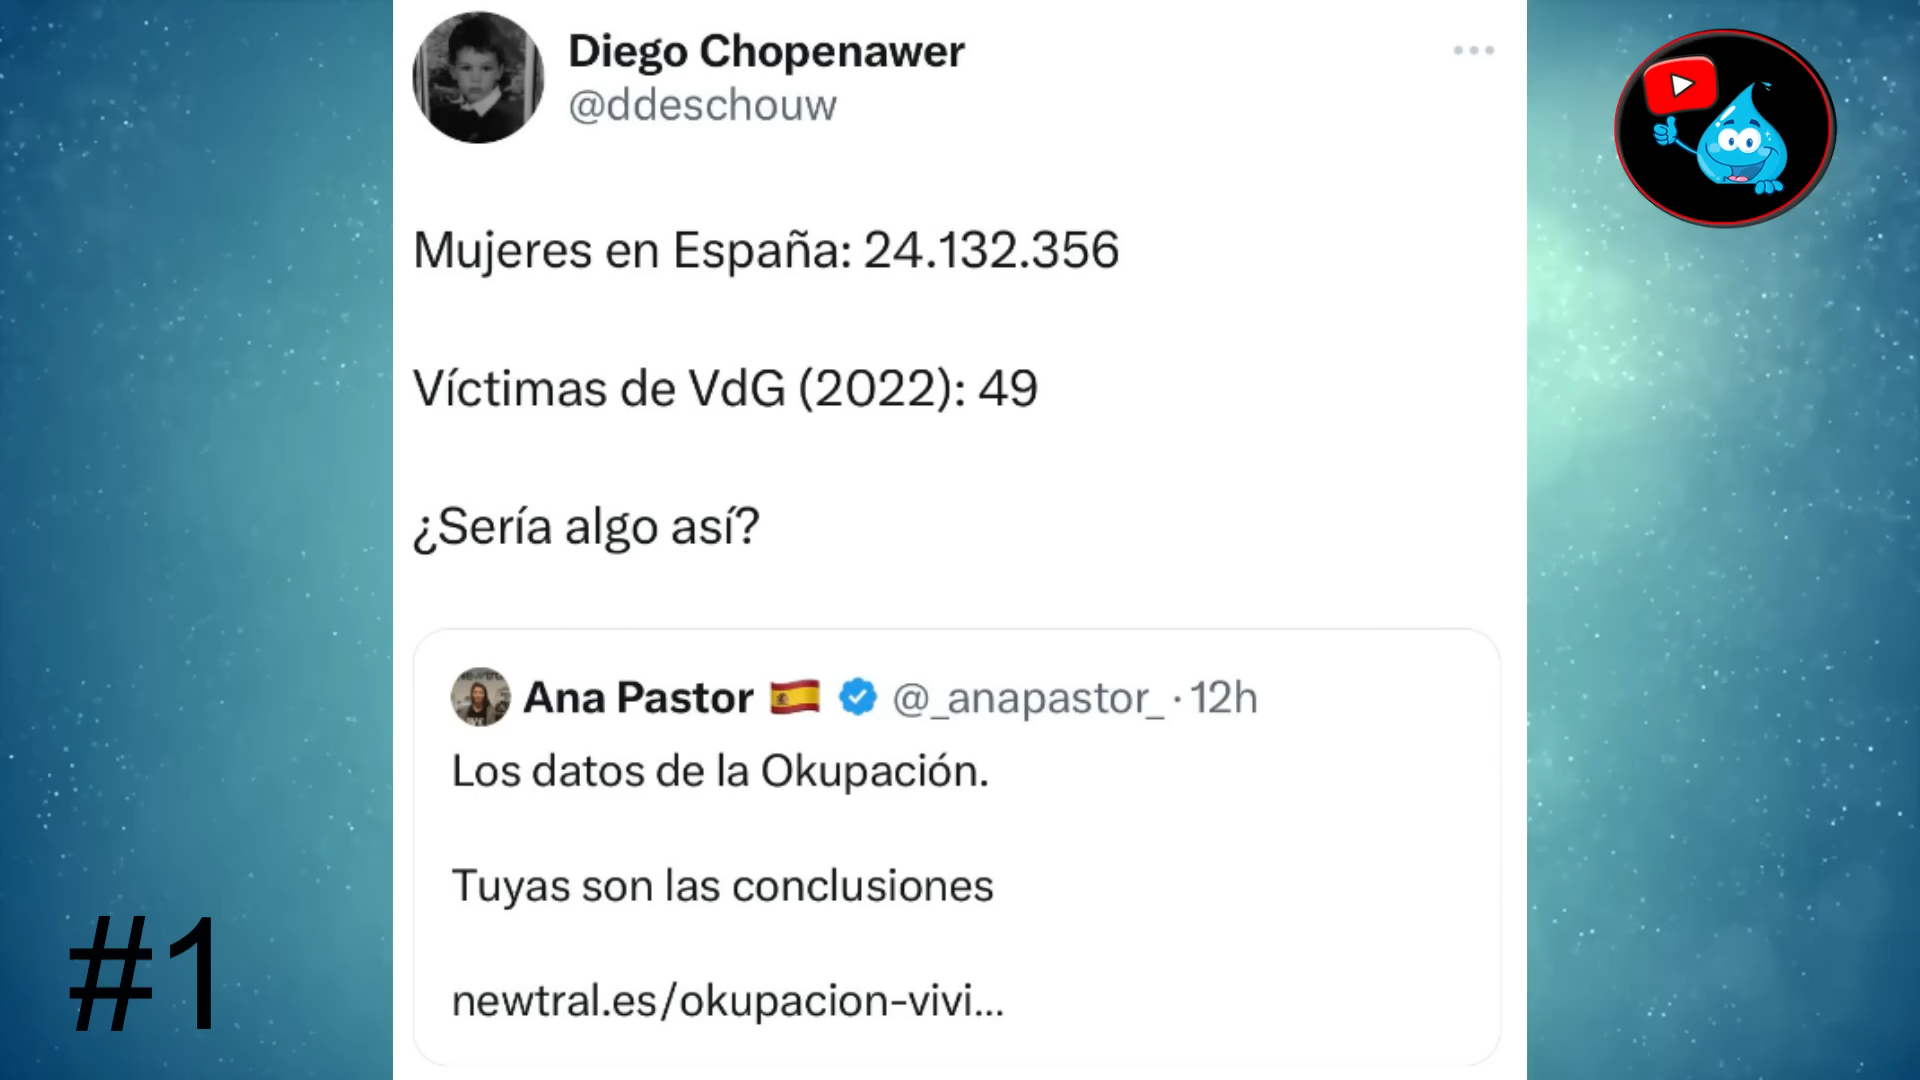 Diego Chopenawer
@ddeschouw
Mujeres en España: 24.132.356
Víctimas de VdG (2022): 49
¿Sería algo así?
Ana Pastor 🇪🇸 @_anapastor_ · 12h
Los datos de la Okupación.
Tuyas son las conclusiones
newtral.es/okupacion-vivi...
#1